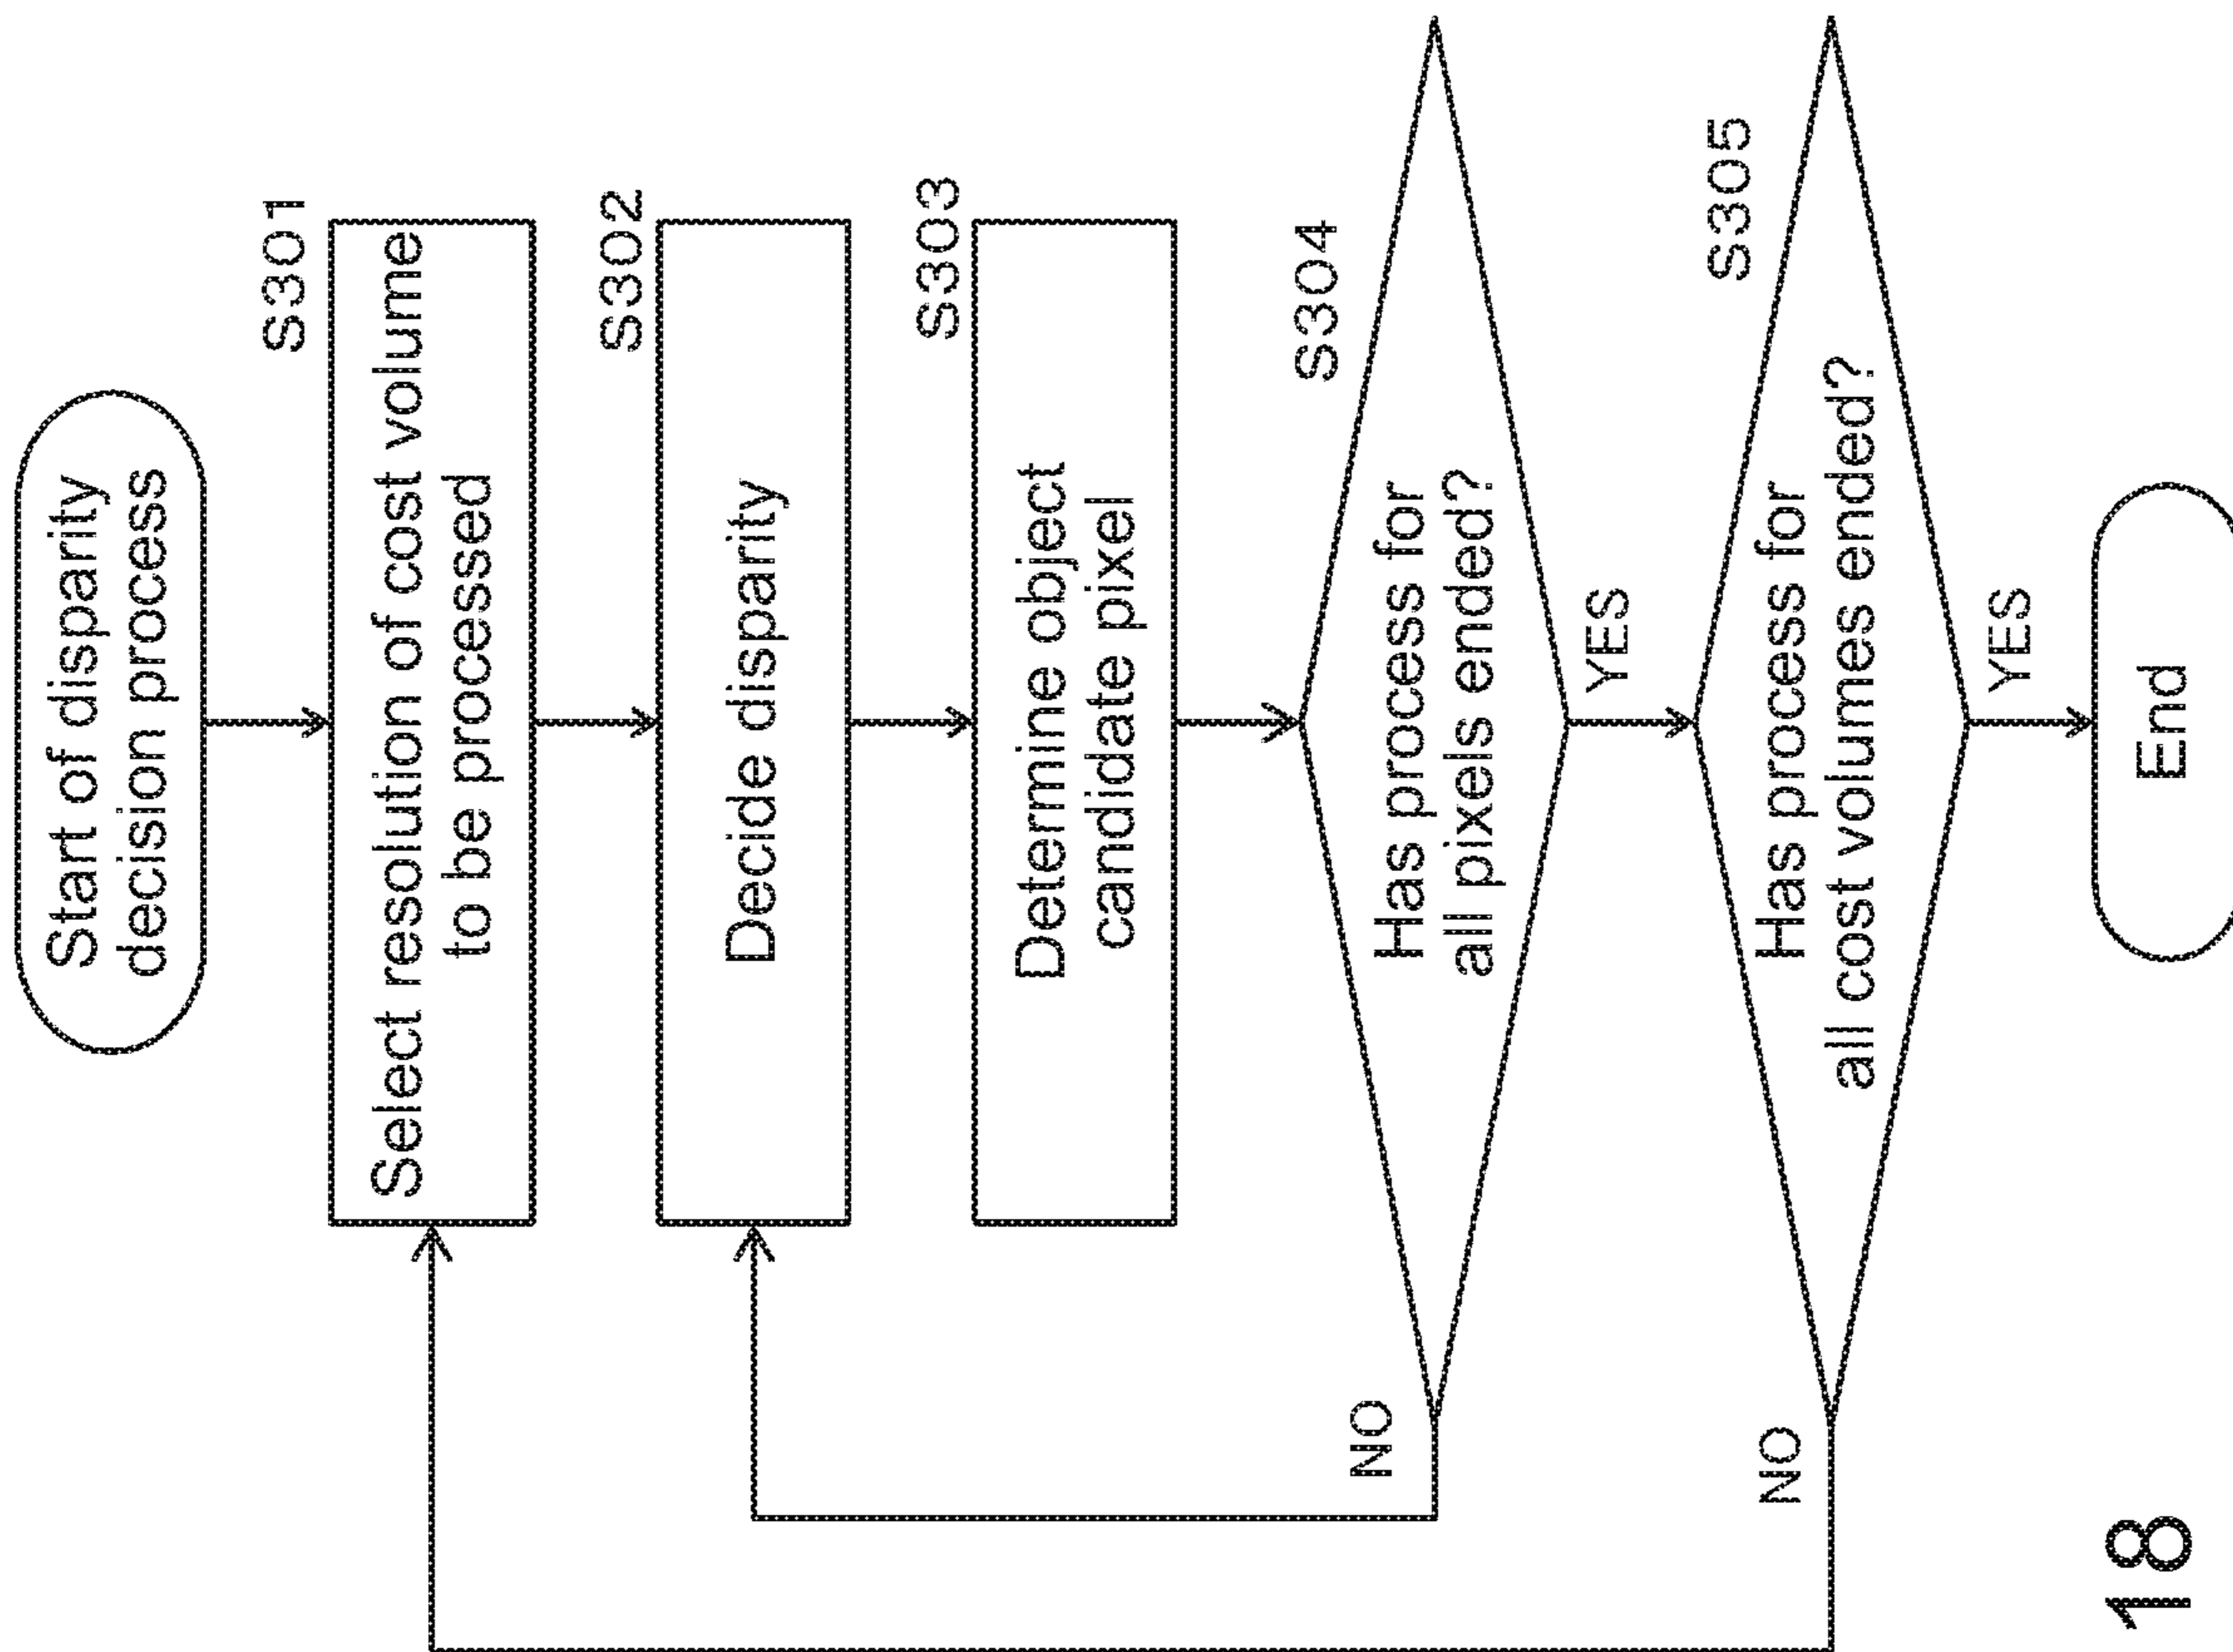 Start of disparity
decision process
S301
Select resolution of cost volume
to be processed
S302
Decide disparity
S303
Determine object
candidate pixel
S304
Has process for
all pixels ended?
NO
YES
S305
Has process for
all cost volumes ended?
NO
YES
End
18